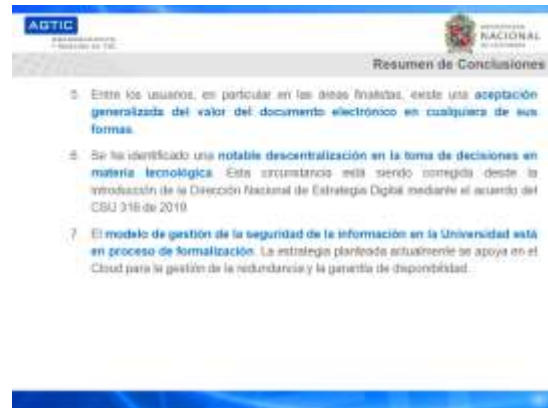 AGTIC
UNIVERSIDAD
NACIONAL
DE COLOMBIA
Resumen de Conclusiones
5. Entre los usuarios, en particular en las áreas finalistas, existe una aceptación
generalizada del valor del documento electrónico en cualquiera de sus
formas.
6. Se ha identificado una notable descentralización en la toma de decisiones en
materia tecnológica. Esta circunstancia está siendo corregida desde la
introducción de la Dirección Nacional de Estrategia Digital mediante el acuerdo del
CSU 316 de 2019.
7. El modelo de gestión de la seguridad de la información en la Universidad está
en proceso de formalización. La estrategia planteada actualmente se apoya en el
Cloud para la gestión de la redundancia y la garantía de disponibilidad.